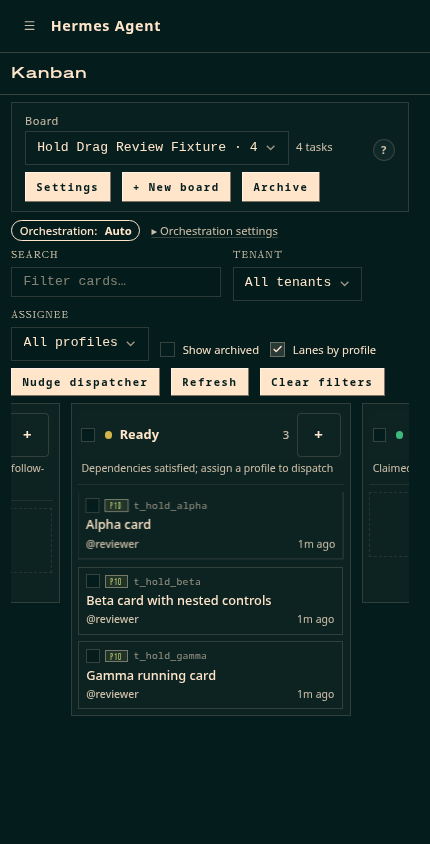 ☰ Hermes Agent
Kanban
Board
Hold Drag Review Fixture · 4
4 tasks
?
Settings
+ New board
Archive
Orchestration: Auto
▸ Orchestration settings
SEARCH
TENANT
Filter cards…
All tenants
ASSIGNEE
All profiles
Show archived
Lanes by profile
Nudge dispatcher
Refresh
Clear filters
+
follow-
Ready
3
+
Dependencies satisfied; assign a profile to dispatch
P10 t_hold_alpha
Alpha card
@reviewer
1m ago
P10 t_hold_beta
Beta card with nested controls
@reviewer
1m ago
P10 t_hold_gamma
Gamma running card
@reviewer
1m ago
Claimed